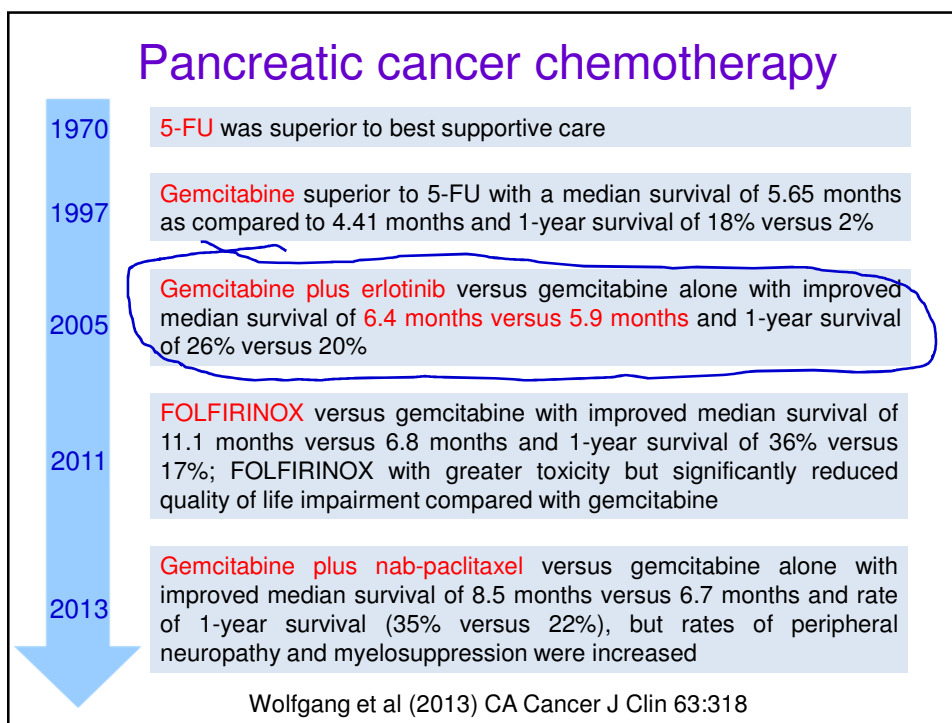 Pancreatic cancer chemotherapy
1970
5-FU was superior to best supportive care
1997
Gemcitabine superior to 5-FU with a median survival of 5.65 months
as compared to 4.41 months and 1-year survival of 18% versus 2%
2005
Gemcitabine plus erlotinib versus gemcitabine alone with improved
median survival of 6.4 months versus 5.9 months and 1-year survival
of 26% versus 20%
2011
FOLFIRINOX versus gemcitabine with improved median survival of
11.1 months versus 6.8 months and 1-year survival of 36% versus
17%; FOLFIRINOX with greater toxicity but significantly reduced
quality of life impairment compared with gemcitabine
2013
Gemcitabine plus nab-paclitaxel versus gemcitabine alone with
improved median survival of 8.5 months versus 6.7 months and rate
of 1-year survival (35% versus 22%), but rates of peripheral
neuropathy and myelosuppression were increased
Wolfgang et al (2013) CA Cancer J Clin 63:318